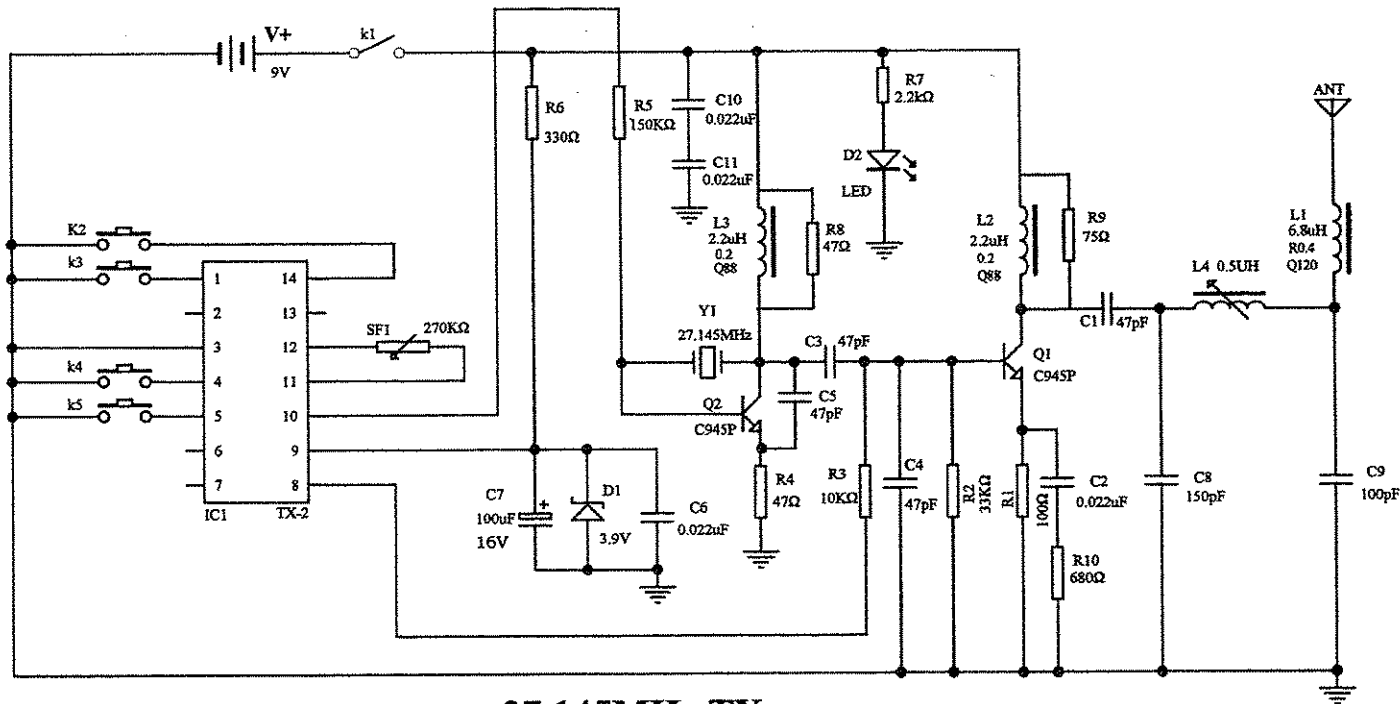 V+
9V
k1
R6
330Ω
R5
150KΩ
C10
0.022uF
C11
0.022uF
R7
2.2kΩ
D2
LED
ANT
L3
2.2uH
0.2
Q88
R8
47Ω
L2
2.2uH
0.2
Q88
R9
75Ω
L1
6.8uH
R0.4
Q120
L4 0.5UH
K2
k3
k4
k5
1
2
3
4
5
6
7
14
13
12
11
10
9
8
IC1
TX-2
SF1
270KΩ
Y1
27.145MHz
C3
47pF
C1
47pF
Q1
C945P
Q2
C945P
C5
47pF
R4
47Ω
R3
10KΩ
C4
47pF
R2
33KΩ
R1
100Ω
C2
0.022uF
R10
680Ω
C8
150pF
C9
100pF
C7
100uF
+
16V
D1
3.9V
C6
0.022uF